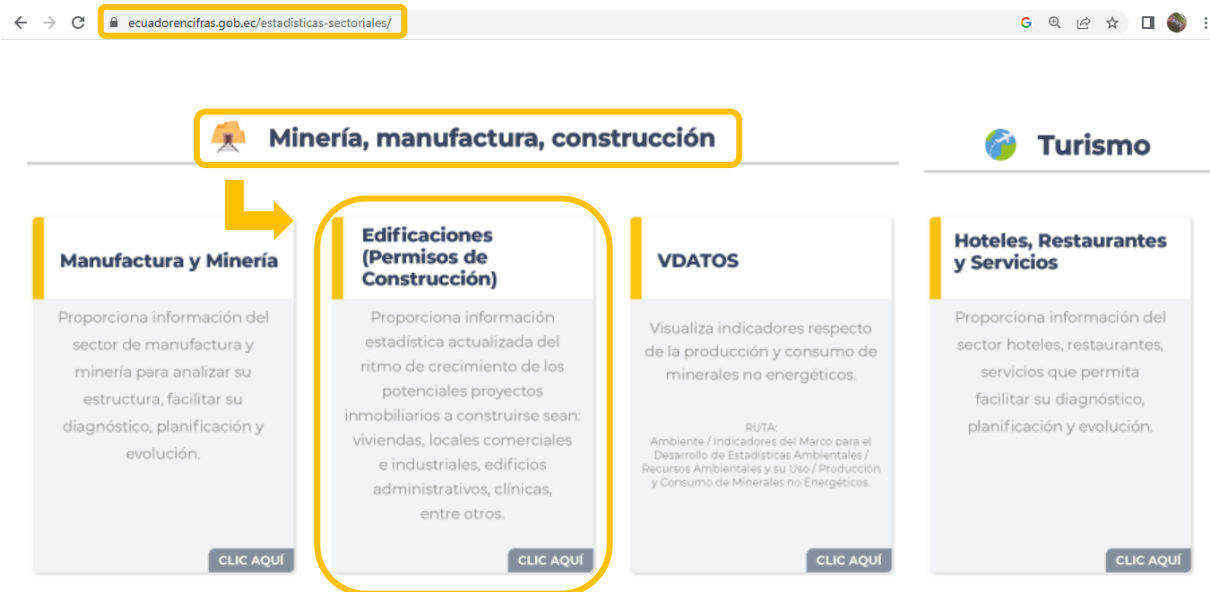 ecuadorencifras.gob.ec/estadisticas-sectoriales/
Minería, manufactura, construcción
Turismo
Manufactura y Minería
Proporciona información del
sector de manufactura y
minería para analizar su
estructura, facilitar su
diagnóstico, planificación y
evolución.
CLIC AQUÍ
Edificaciones
(Permisos de
Construcción)
Proporciona información
estadística actualizada del
ritmo de crecimiento de los
potenciales proyectos
inmobiliarios a construirse sean:
viviendas, locales comerciales
e industriales, edificios
administrativos, clínicas,
entre otros.
CLIC AQUÍ
VDATOS
Visualiza indicadores respecto
de la producción y consumo de
minerales no energéticos.
RUTA:
Ambiente / Indicadores del Marco para el
Desarrollo de Estadísticas Ambientales /
Recursos Ambientales y su Uso / Producción
y Consumo de Minerales no Energéticos.
CLIC AQUÍ
Hoteles, Restaurantes
y Servicios
Proporciona información del
sector hoteles, restaurantes,
servicios que permita
facilitar su diagnóstico,
planificación y evolución.
CLIC AQUÍ